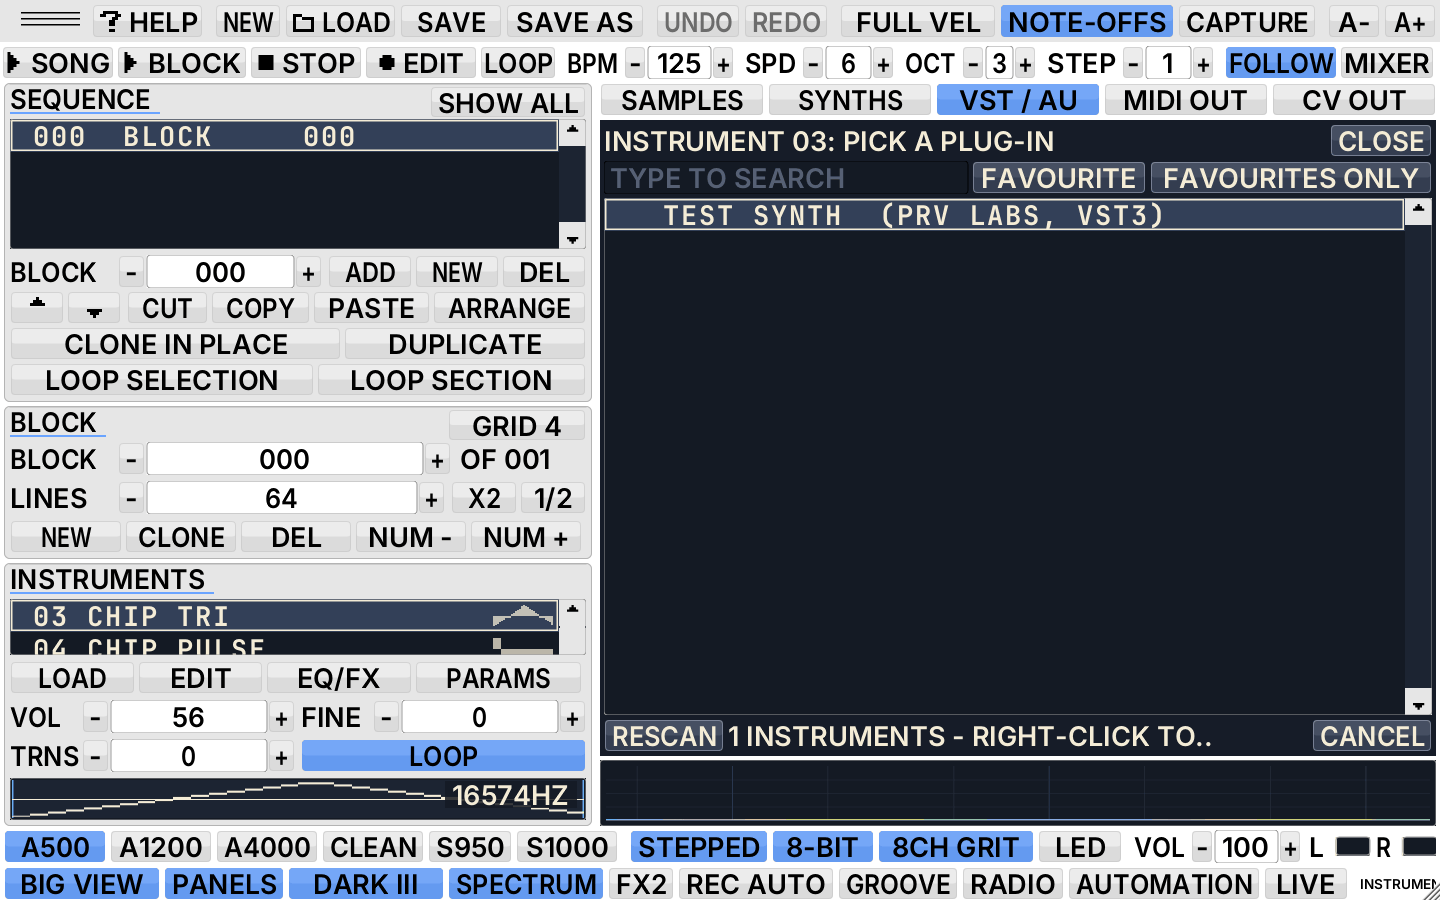 ? HELP NEW LOAD SAVE SAVE AS UNDO REDO FULL VEL NOTE-OFFS CAPTURE A- A+
SONG BLOCK STOP EDIT LOOP BPM - 125 + SPD - 6 + OCT - 3 + STEP - 1 + FOLLOW MIXER
SEQUENCE SHOW ALL
000 BLOCK 000
BLOCK - 000 + ADD NEW DEL
CUT COPY PASTE ARRANGE
CLONE IN PLACE DUPLICATE
LOOP SELECTION LOOP SECTION
BLOCK GRID 4
BLOCK - 000 + OF 001
LINES - 64 + X2 1/2
NEW CLONE DEL NUM - NUM +
INSTRUMENTS
03 CHIP TRI
04 CHIP PULSE
LOAD EDIT EQ/FX PARAMS
VOL - 56 + FINE - 0 +
TRNS - 0 + LOOP
16574HZ
SAMPLES SYNTHS VST / AU MIDI OUT CV OUT
INSTRUMENT 03: PICK A PLUG-IN CLOSE
TYPE TO SEARCH FAVOURITE FAVOURITES ONLY
TEST SYNTH (PRV LABS, VST3)
RESCAN 1 INSTRUMENTS - RIGHT-CLICK TO.. CANCEL
A500 A1200 A4000 CLEAN S950 S1000 STEPPED 8-BIT 8CH GRIT LED VOL - 100 + L R
BIG VIEW PANELS DARK III SPECTRUM FX2 REC AUTO GROOVE RADIO AUTOMATION LIVE INSTRUMEN